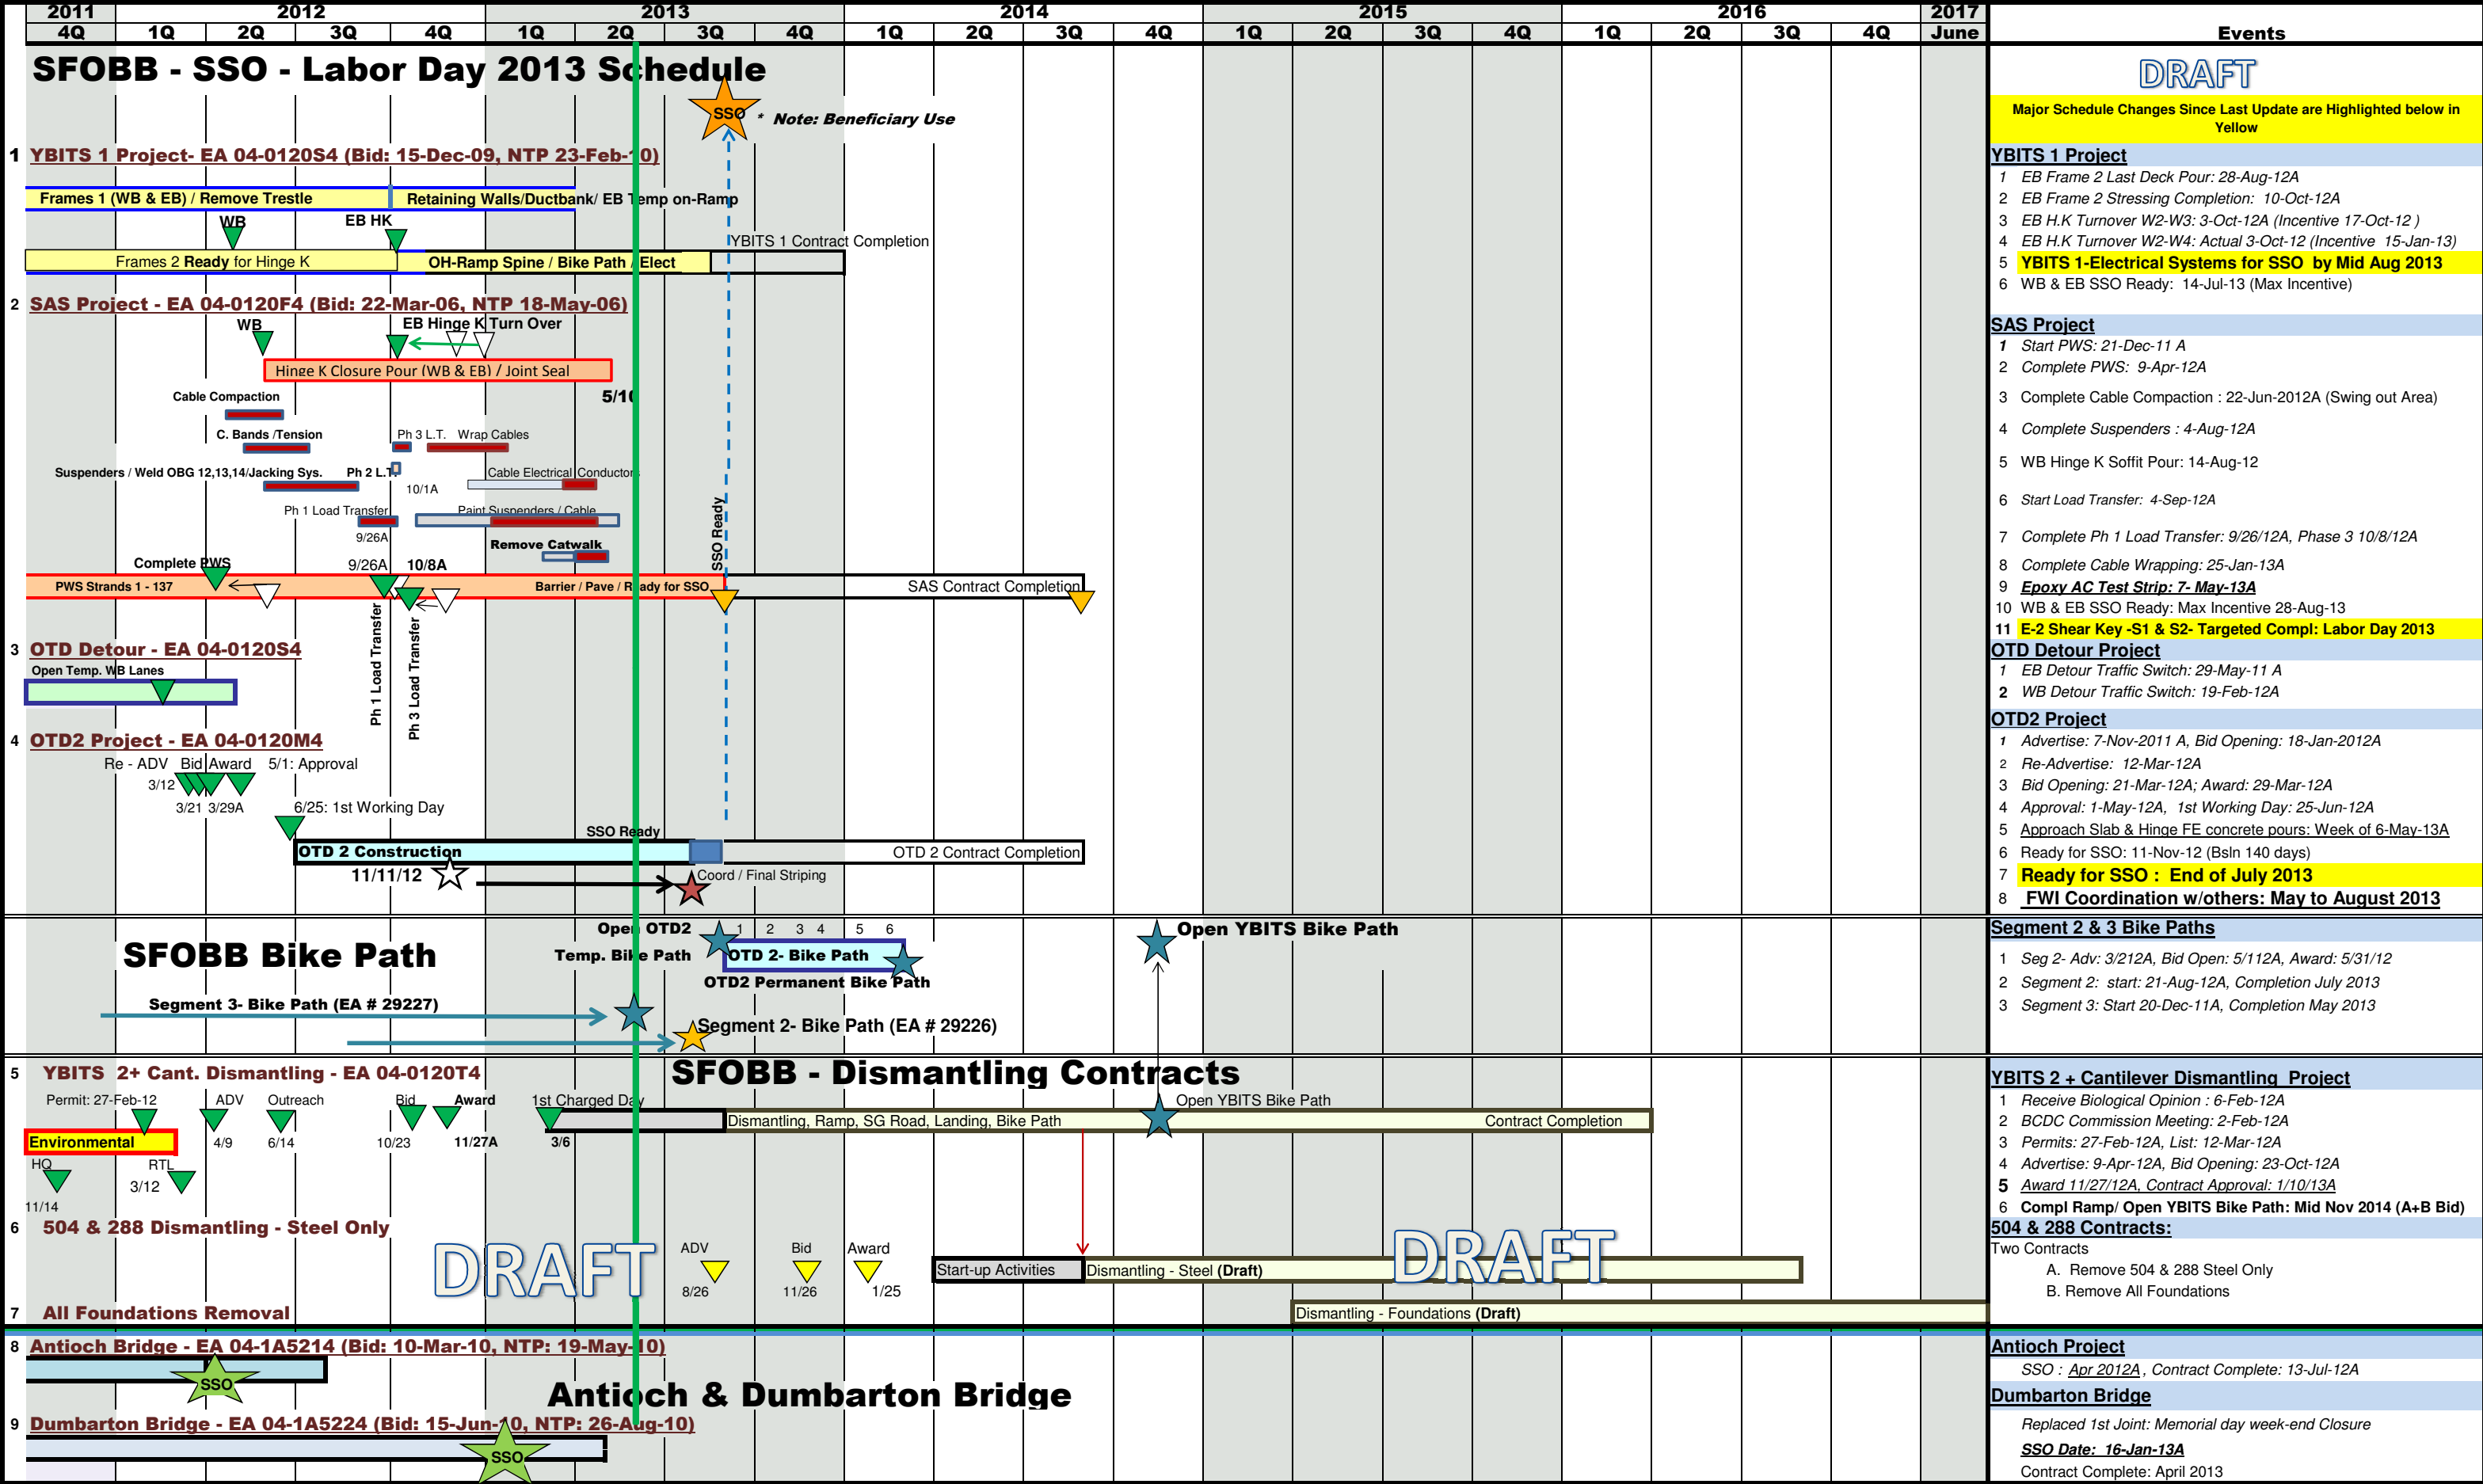 2011 2012 2013 2014 2015 2016 2017
4Q 1Q 2Q 3Q 4Q 1Q 2Q 3Q 4Q 1Q 2Q 3Q 4Q 1Q 2Q 3Q 4Q 1Q 2Q 3Q 4Q June Events
SFOBB - SSO - Labor Day 2013 Schedule
SSO * Note: Beneficiary Use
1 YBITS 1 Project- EA 04-0120S4 (Bid: 15-Dec-09, NTP 23-Feb-10)
Frames 1 (WB & EB) / Remove Trestle Retaining Walls/Ductbank/ EB Temp on-Ramp
WB EB HK
YBITS 1 Contract Completion
Frames 2 Ready for Hinge K OH-Ramp Spine / Bike Path / Elect
2 SAS Project - EA 04-0120F4 (Bid: 22-Mar-06, NTP 18-May-06)
WB EB Hinge K Turn Over
Hinge K Closure Pour (WB & EB) / Joint Seal
5/10
Cable Compaction
C. Bands /Tension Ph 3 L.T. Wrap Cables
Suspenders / Weld OBG 12,13,14/Jacking Sys. Ph 2 L.T. Cable Electrical Conductors
10/1A
Ph 1 Load Transfer Paint Suspenders / Cable
9/26A
Remove Catwalk
SSO Ready
Complete PWS 9/26A 10/8A
PWS Strands 1 - 137 Barrier / Pave / Ready for SSO SAS Contract Completion
Ph 1 Load Transfer
Ph 3 Load Transfer
3 OTD Detour - EA 04-0120S4
Open Temp. WB Lanes
4 OTD2 Project - EA 04-0120M4
Re - ADV Bid Award 5/1: Approval
3/12
3/21 3/29A 6/25: 1st Working Day
SSO Ready
OTD 2 Construction OTD 2 Contract Completion
11/11/12 Coord / Final Striping
Open OTD2 1 2 3 4 5 6 Open YBITS Bike Path
SFOBB Bike Path
Temp. Bike Path OTD 2- Bike Path
OTD2 Permanent Bike Path
Segment 3- Bike Path (EA # 29227)
Segment 2- Bike Path (EA # 29226)
SFOBB - Dismantling Contracts
5 YBITS 2+ Cant. Dismantling - EA 04-0120T4
Permit: 27-Feb-12 ADV Outreach Bid Award 1st Charged Day Open YBITS Bike Path
Dismantling, Ramp, SG Road, Landing, Bike Path Contract Completion
Environmental 4/9 6/14 10/23 11/27A 3/6
HQ RTL
3/12
11/14
6 504 & 288 Dismantling - Steel Only
DRAFT ADV Bid Award DRAFT
Start-up Activities Dismantling - Steel (Draft)
8/26 11/26 1/25
7 All Foundations Removal Dismantling - Foundations (Draft)
8 Antioch Bridge - EA 04-1A5214 (Bid: 10-Mar-10, NTP: 19-May-10)
SSO
Antioch & Dumbarton Bridge
9 Dumbarton Bridge - EA 04-1A5224 (Bid: 15-Jun-10, NTP: 26-Aug-10)
SSO
DRAFT
Major Schedule Changes Since Last Update are Highlighted below in
Yellow
YBITS 1 Project
1 EB Frame 2 Last Deck Pour: 28-Aug-12A
2 EB Frame 2 Stressing Completion: 10-Oct-12A
3 EB H.K Turnover W2-W3: 3-Oct-12A (Incentive 17-Oct-12 )
4 EB H.K Turnover W2-W4: Actual 3-Oct-12 (Incentive 15-Jan-13)
5 YBITS 1-Electrical Systems for SSO by Mid Aug 2013
6 WB & EB SSO Ready: 14-Jul-13 (Max Incentive)
SAS Project
1 Start PWS: 21-Dec-11 A
2 Complete PWS: 9-Apr-12A
3 Complete Cable Compaction : 22-Jun-2012A (Swing out Area)
4 Complete Suspenders : 4-Aug-12A
5 WB Hinge K Soffit Pour: 14-Aug-12
6 Start Load Transfer: 4-Sep-12A
7 Complete Ph 1 Load Transfer: 9/26/12A, Phase 3 10/8/12A
8 Complete Cable Wrapping: 25-Jan-13A
9 Epoxy AC Test Strip: 7- May-13A
10 WB & EB SSO Ready: Max Incentive 28-Aug-13
11 E-2 Shear Key -S1 & S2- Targeted Compl: Labor Day 2013
OTD Detour Project
1 EB Detour Traffic Switch: 29-May-11 A
2 WB Detour Traffic Switch: 19-Feb-12A
OTD2 Project
1 Advertise: 7-Nov-2011 A, Bid Opening: 18-Jan-2012A
2 Re-Advertise: 12-Mar-12A
3 Bid Opening: 21-Mar-12A; Award: 29-Mar-12A
4 Approval: 1-May-12A, 1st Working Day: 25-Jun-12A
5 Approach Slab & Hinge FE concrete pours: Week of 6-May-13A
6 Ready for SSO: 11-Nov-12 (Bsln 140 days)
7 Ready for SSO : End of July 2013
8 FWI Coordination w/others: May to August 2013
Segment 2 & 3 Bike Paths
1 Seg 2- Adv: 3/212A, Bid Open: 5/112A, Award: 5/31/12
2 Segment 2: start: 21-Aug-12A, Completion July 2013
3 Segment 3: Start 20-Dec-11A, Completion May 2013
YBITS 2 + Cantilever Dismantling Project
1 Receive Biological Opinion : 6-Feb-12A
2 BCDC Commission Meeting: 2-Feb-12A
3 Permits: 27-Feb-12A, List: 12-Mar-12A
4 Advertise: 9-Apr-12A, Bid Opening: 23-Oct-12A
5 Award 11/27/12A, Contract Approval: 1/10/13A
6 Compl Ramp/ Open YBITS Bike Path: Mid Nov 2014 (A+B Bid)
504 & 288 Contracts:
Two Contracts
A. Remove 504 & 288 Steel Only
B. Remove All Foundations
Antioch Project
SSO : Apr 2012A , Contract Complete: 13-Jul-12A
Dumbarton Bridge
Replaced 1st Joint: Memorial day week-end Closure
SSO Date: 16-Jan-13A
Contract Complete: April 2013